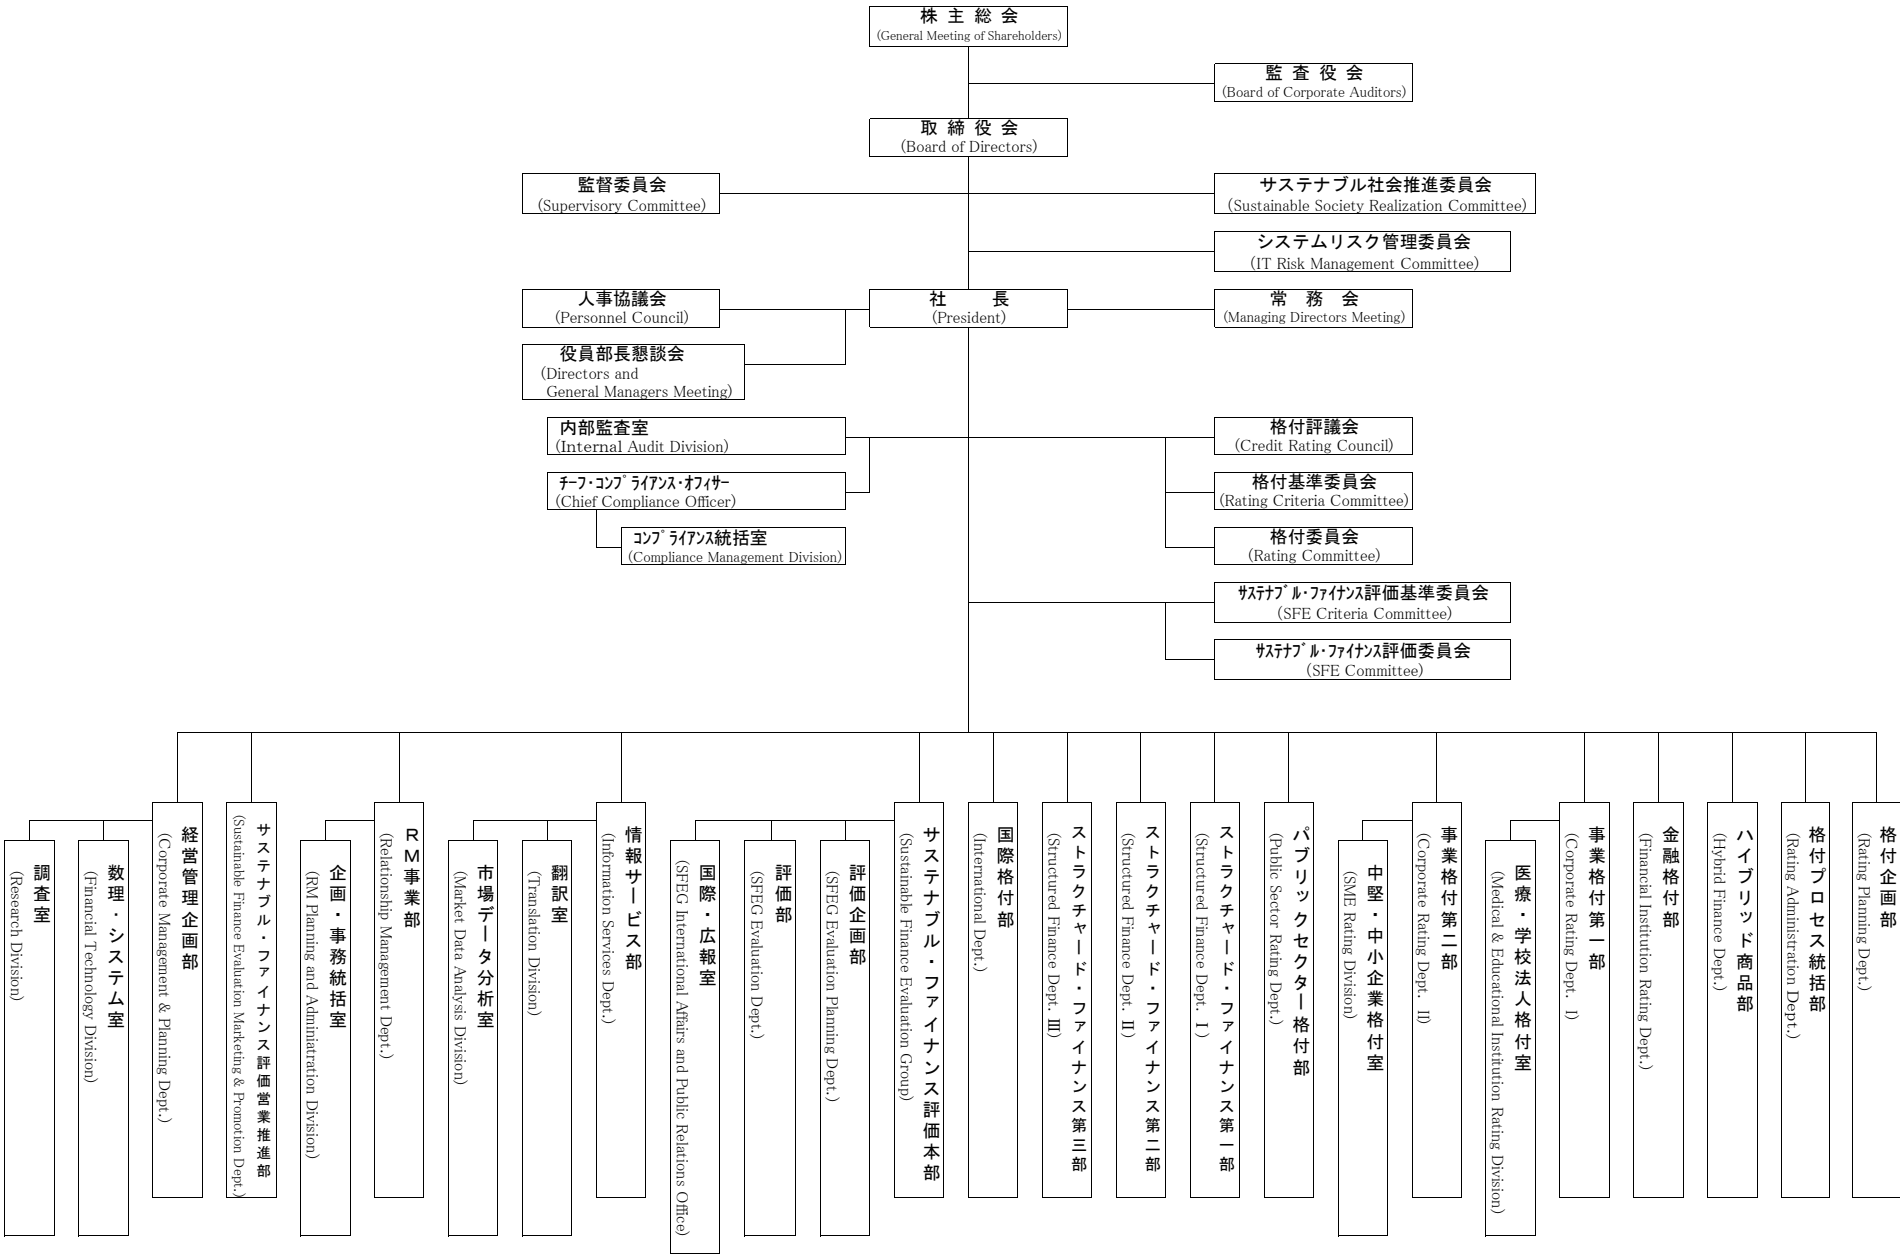 株 主 総 会
(General Meeting of Shareholders)
監 査 役 会
(Board of Corporate Auditors)
取 締 役 会
(Board of Directors)
監督委員会
(Supervisory Committee)
サステナブル社会推進委員会
(Sustainable Society Realization Committee)
システムリスク管理委員会
(IT Risk Management Committee)
人事協議会
(Personnel Council)
社 長
(President)
常 務 会
(Managing Directors Meeting)
役員部長懇談会
(Directors and
General Managers Meeting)
内部監査室
(Internal Audit Division)
格付評議会
(Credit Rating Council)
ﾁｰﾌ･ｺﾝﾌﾟﾗｲｱﾝｽ･ｵﾌｨｻｰ
(Chief Compliance Officer)
格付基準委員会
(Rating Criteria Committee)
ｺﾝﾌﾟﾗｲｱﾝｽ統括室
(Compliance Management Division)
格付委員会
(Rating Committee)
ｻｽﾃﾅﾌﾞﾙ･ﾌｧｲﾅﾝｽ評価基準委員会
(SFE Criteria Committee)
ｻｽﾃﾅﾌﾞﾙ･ﾌｧｲﾅﾝｽ評価委員会
(SFE Committee)
調査室
(Research Division)
数理・システム室
(Financial Technology Division)
経営管理企画部
(Corporate Management & Planning Dept.)
サステナブル・ファイナンス評価営業推進部
(Sustainable Finance Evaluation Marketing & Promotion Dept.)
企画・事務統括室
(RM Planning and Adminiatration Division)
ＲＭ事業部
(Relationship Management Dept.)
市場データ分析室
(Market Data Analysis Division)
翻訳室
(Translation Division)
情報サービス部
(Information Services Dept.)
国際・広報室
(SFEG International Affairs and Public Relations Office)
評価部
(SFEG Evaluation Dept.)
評価企画部
(SFEG Evaluation Planning Dept.)
サステナブル・ファイナンス評価本部
(Sustainable Finance Evaluation Group)
国際格付部
(International Dept.)
ストラクチャード・ファイナンス第三部
(Structured Finance Dept. Ⅲ)
ストラクチャード・ファイナンス第二部
(Structured Finance Dept. Ⅱ)
ストラクチャード・ファイナンス第一部
(Structured Finance Dept. Ⅰ)
パブリックセクター格付部
(Public Sector Rating Dept.)
中堅・中小企業格付室
(SME Rating Division)
事業格付第二部
(Corporate Rating Dept. Ⅱ)
医療・学校法人格付室
(Medical & Educational Institution Rating Division)
事業格付第一部
(Corporate Rating Dept. Ⅰ)
金融格付部
(Financial Institution Rating Dept.)
ハイブリッド商品部
(Hybrid Finance Dept.)
格付プロセス統括部
(Rating Administration Dept.)
格付企画部
(Rating Planning Dept.)